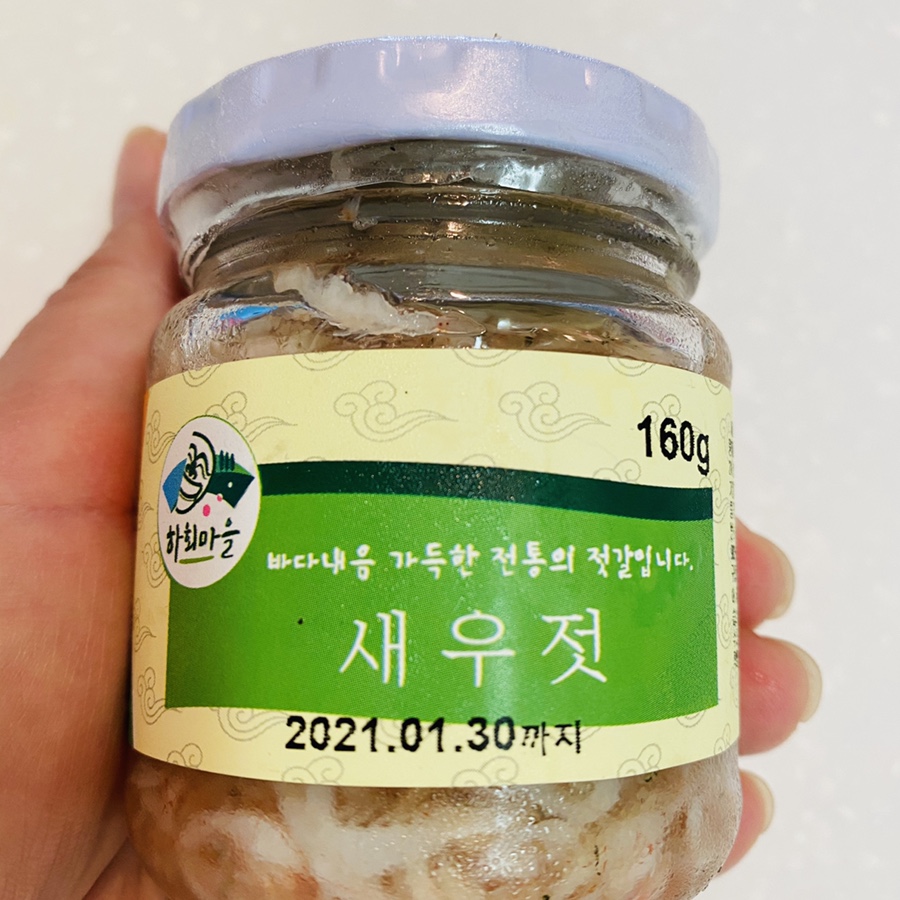 160g
하회마을
바다내음 가득한 전통의 젓갈입니다.
새우젓
2021.01.30까지